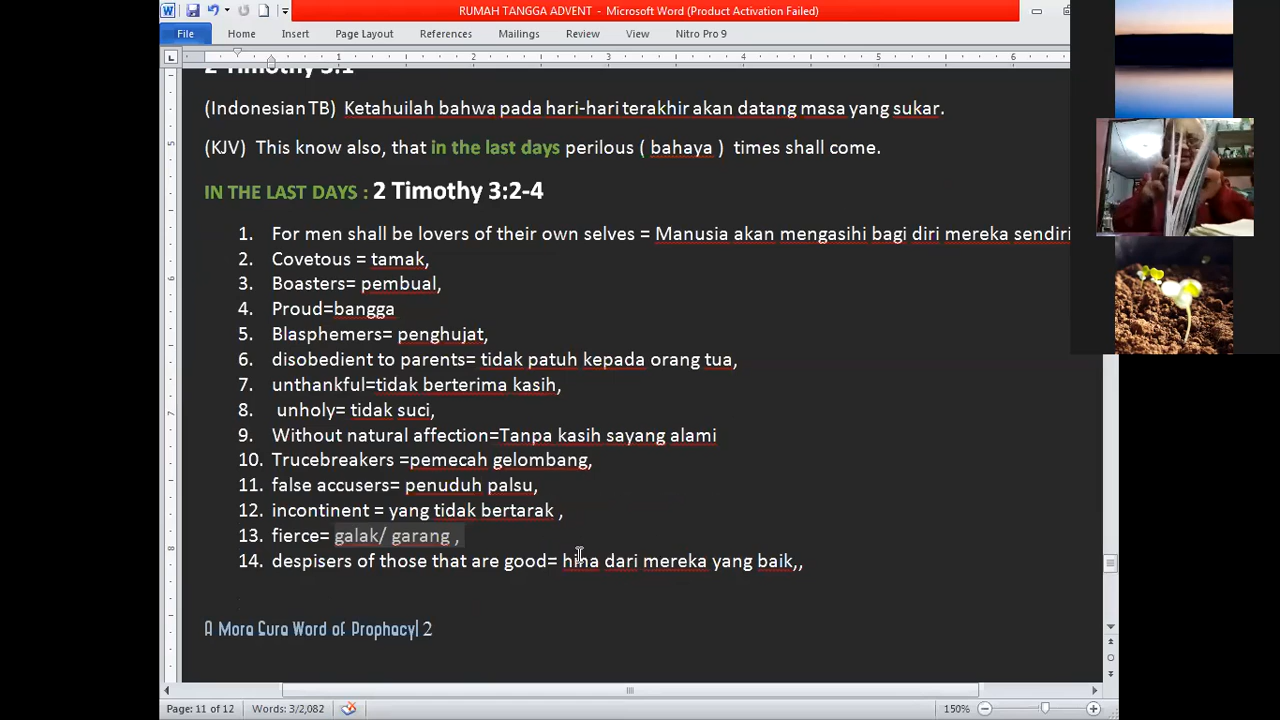 RUMAH TANGGA ADVENT - Microsoft Word (Product Activation Failed)
File Home Insert Page Layout References Mailings Review View Nitro Pro 9
2 Timothy 3:1
(Indonesian TB) Ketahuilah bahwa pada hari-hari terakhir akan datang masa yang sukar.
(KJV) This know also, that in the last days perilous ( bahaya ) times shall come.
IN THE LAST DAYS : 2 Timothy 3:2-4
1. For men shall be lovers of their own selves = Manusia akan mengasihi bagi diri mereka sendiri
2. Covetous = tamak,
3. Boasters= pembual,
4. Proud=bangga
5. Blasphemers= penghujat,
6. disobedient to parents= tidak patuh kepada orang tua,
7. unthankful=tidak berterima kasih,
8. unholy= tidak suci,
9. Without natural affection=Tanpa kasih sayang alami
10. Trucebreakers =pemecah gelombang,
11. false accusers= penuduh palsu,
12. incontinent = yang tidak bertarak ,
13. fierce= galak/ garang ,
14. despisers of those that are good= hina dari mereka yang baik,,
A More Sure Word of Prophecy| 2
Page: 11 of 12 Words: 3/2,082 150%